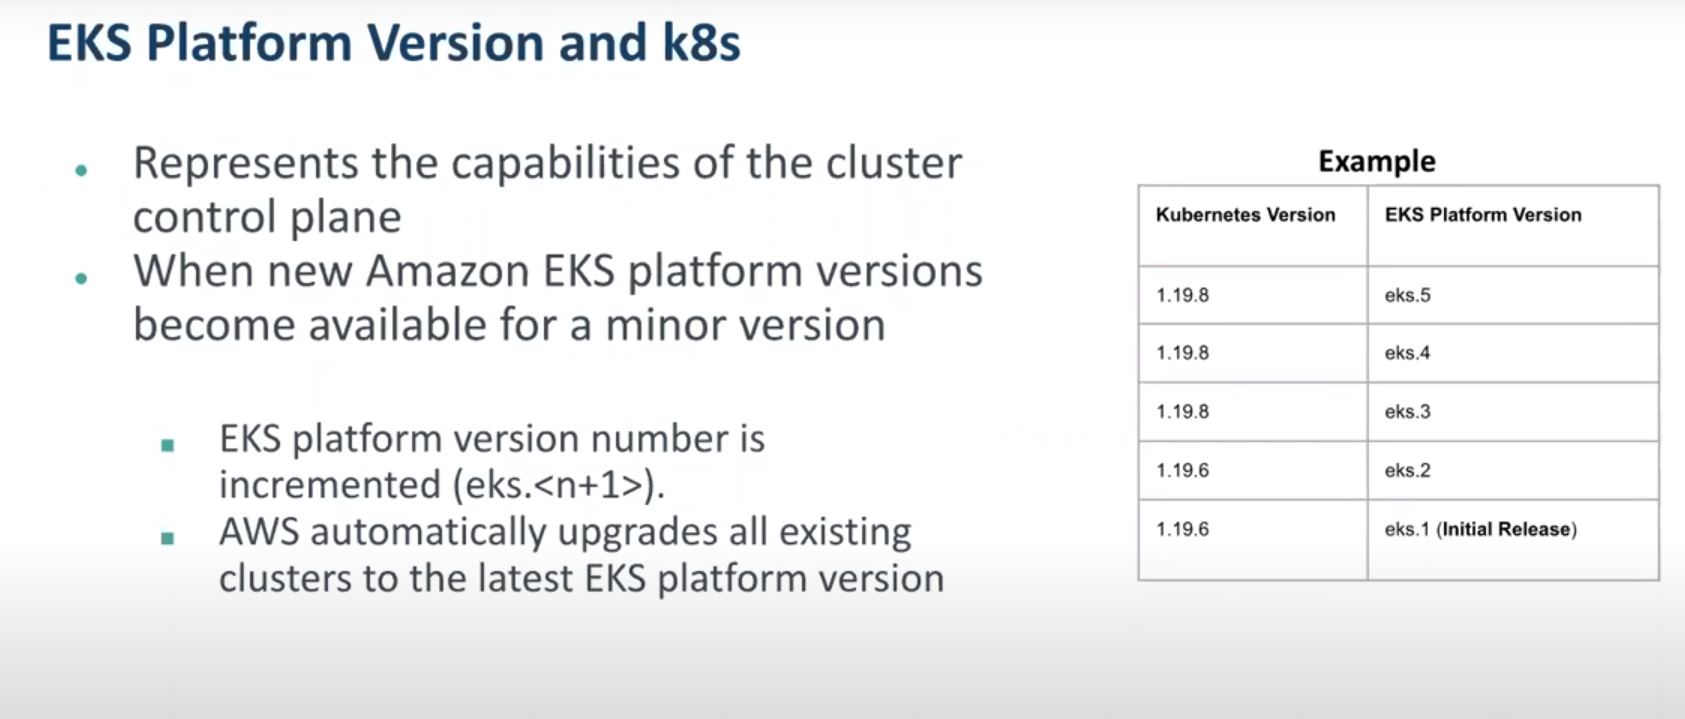 EKS Platform Version and k8s
Represents the capabilities of the cluster
control plane
When new Amazon EKS platform versions
become available for a minor version
EKS platform version number is
incremented (eks.<n+1>).
AWS automatically upgrades all existing
clusters to the latest EKS platform version
Example
Kubernetes Version EKS Platform Version
1.19.8 eks.5
1.19.8 eks.4
1.19.8 eks.3
1.19.6 eks.2
1.19.6 eks.1 (Initial Release)